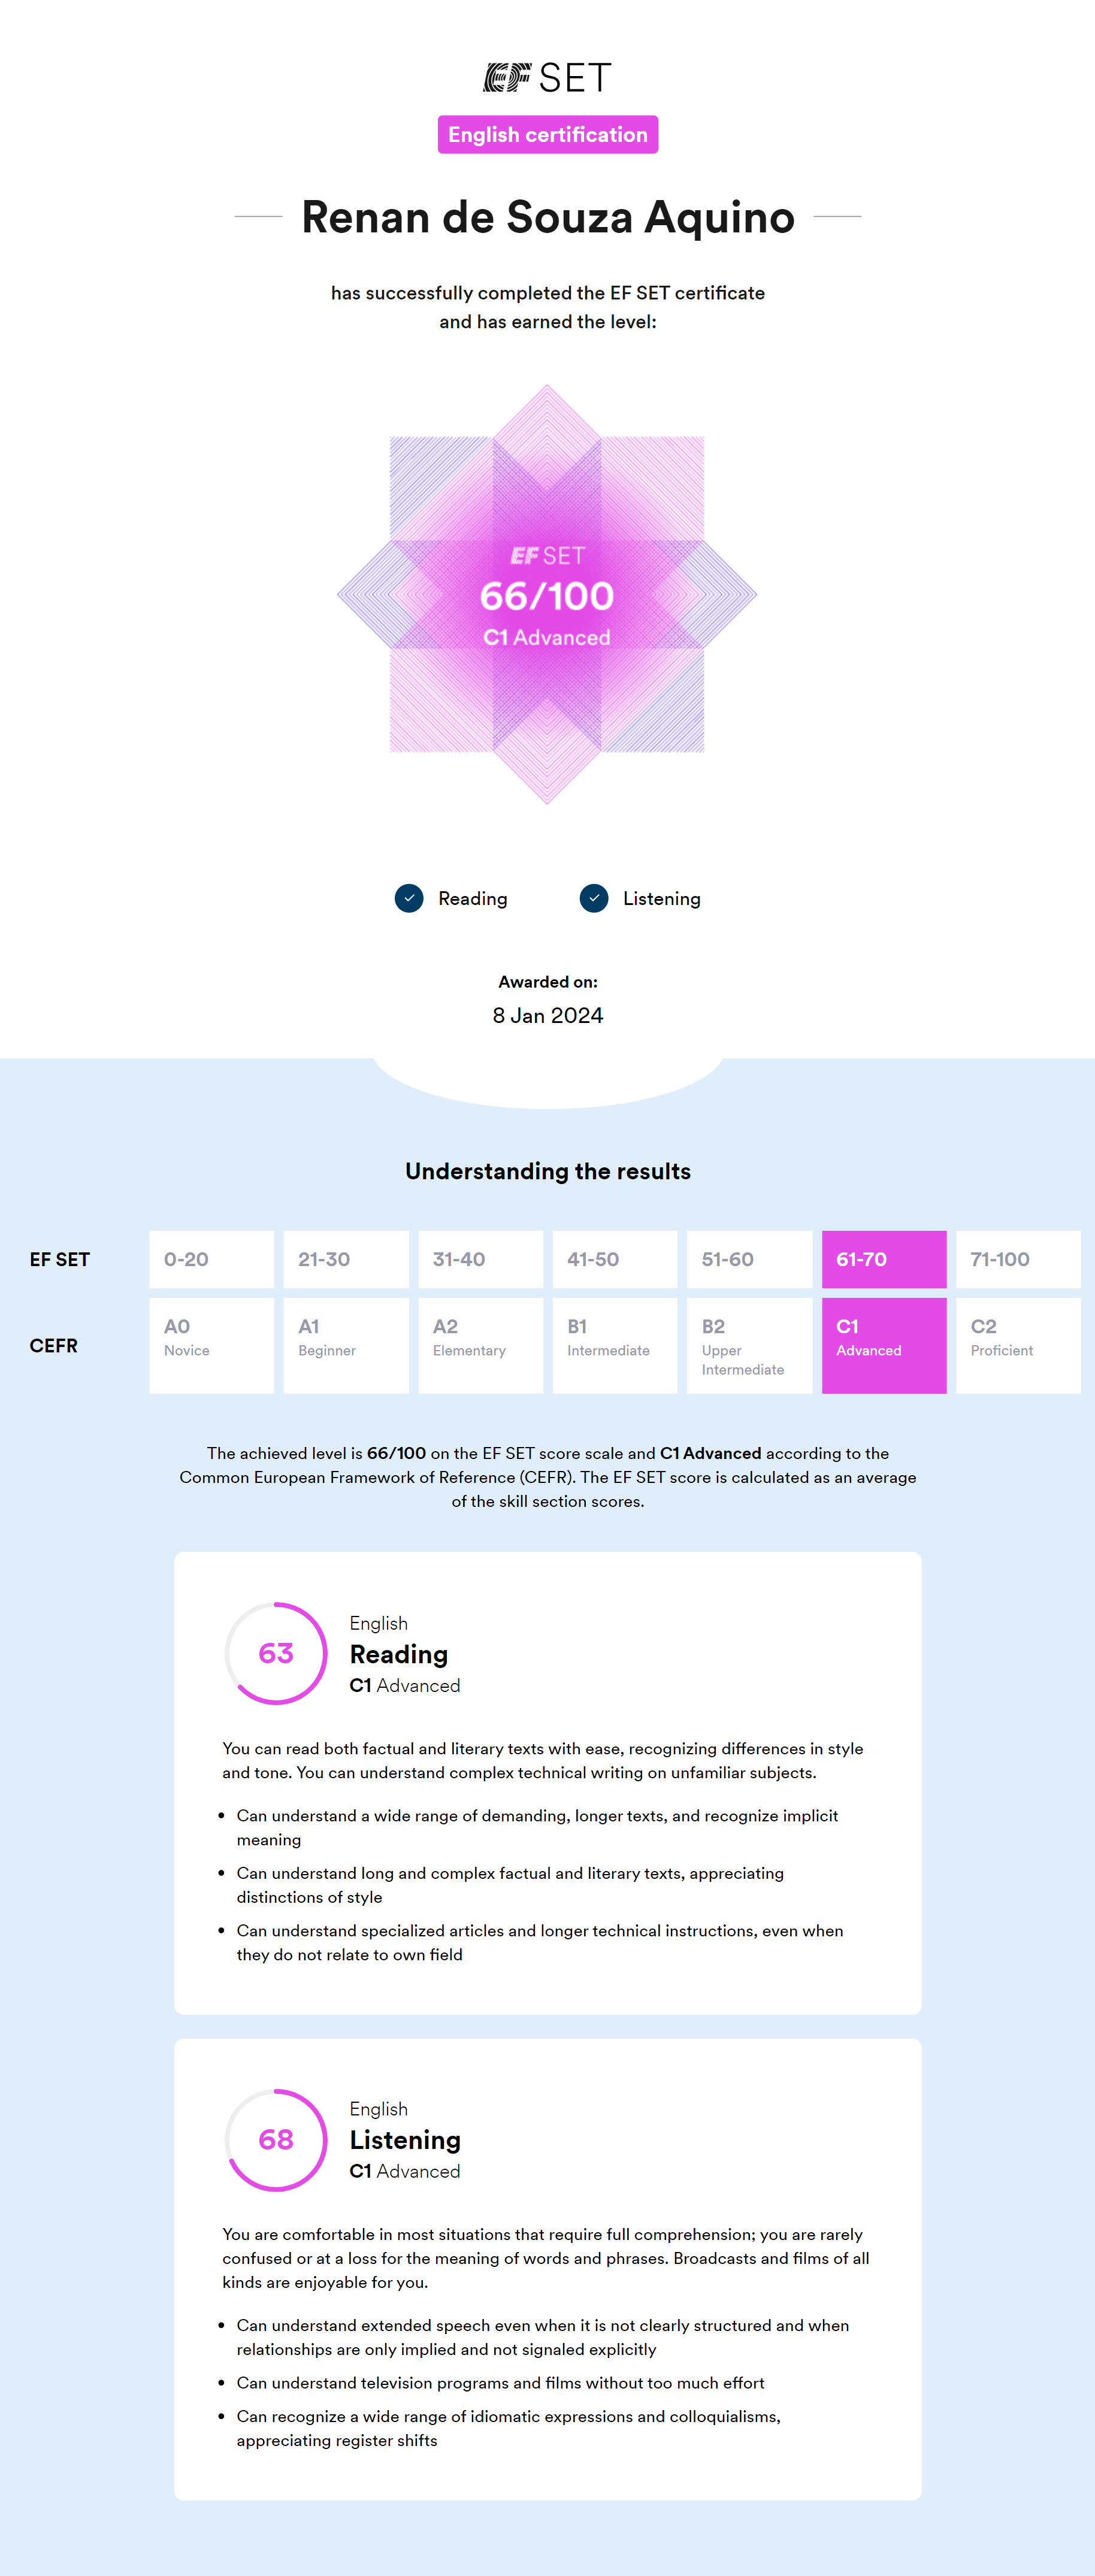 EF SET
English certification
Renan de Souza Aquino
has successfully completed the EF SET certificate
and has earned the level:
EF SET
66/100
C1 Advanced
Reading
Listening
Awarded on:
8 Jan 2024
Understanding the results
EF SET 0-20 21-30 31-40 41-50 51-60 61-70 71-100
CEFR
A0 Novice
A1 Beginner
A2 Elementary
B1 Intermediate
B2 Upper
Intermediate
C1 Advanced
C2 Proficient
The achieved level is 66/100 on the EF SET score scale and C1 Advanced according to the
Common European Framework of Reference (CEFR). The EF SET score is calculated as an average
of the skill section scores.
63
English
Reading
C1 Advanced
You can read both factual and literary texts with ease, recognizing differences in style
and tone. You can understand complex technical writing on unfamiliar subjects.
• Can understand a wide range of demanding, longer texts, and recognize implicit
meaning
• Can understand long and complex factual and literary texts, appreciating
distinctions of style
• Can understand specialized articles and longer technical instructions, even when
they do not relate to own field
68
English
Listening
C1 Advanced
You are comfortable in most situations that require full comprehension; you are rarely
confused or at a loss for the meaning of words and phrases. Broadcasts and films of all
kinds are enjoyable for you.
• Can understand extended speech even when it is not clearly structured and when
relationships are only implied and not signaled explicitly
• Can understand television programs and films without too much effort
• Can recognize a wide range of idiomatic expressions and colloquialisms,
appreciating register shifts